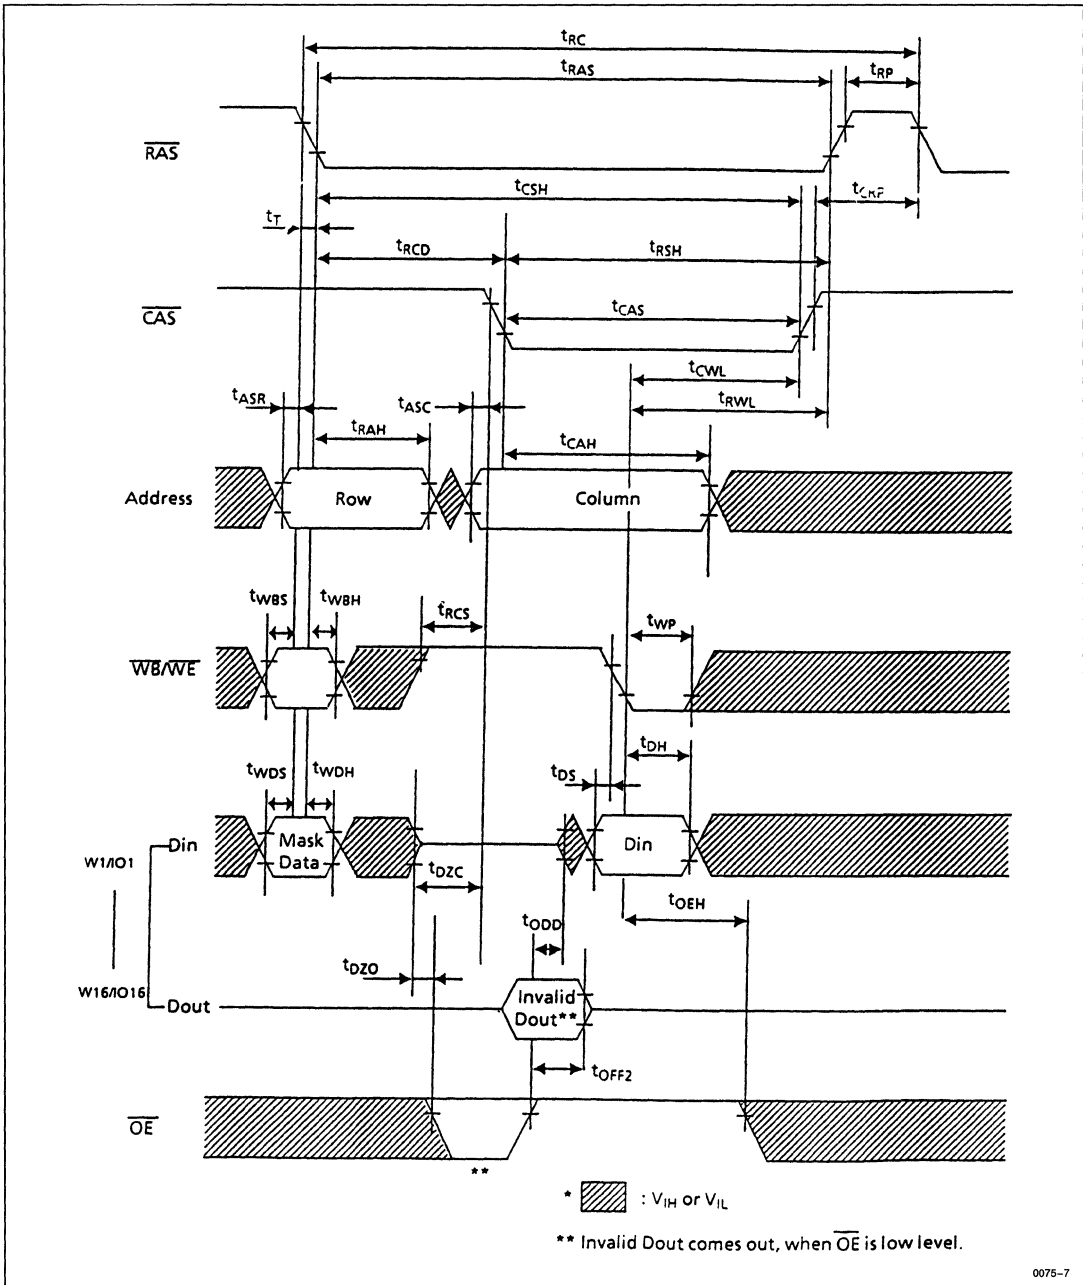 tRC
tRAS
tRP
RAS
tCSH
tCRP
tT
tRCD
tRSH
CAS
tCAS
tCWL
tASR
tASC
tRWL
tRAH
tCAH
Address
Row
Column
tWBS
tWBH
tRCS
tWP
WB/WE
tDH
tWDS
tWDH
tDS
Din
Mask
Data
Din
W1/IO1
tDZC
tOEH
tODD
tDZO
W16/IO16
Dout
Invalid
Dout**
tOFF2
OE
**
* : VIH or VIL
** Invalid Dout comes out, when OE is low level.
0075-7